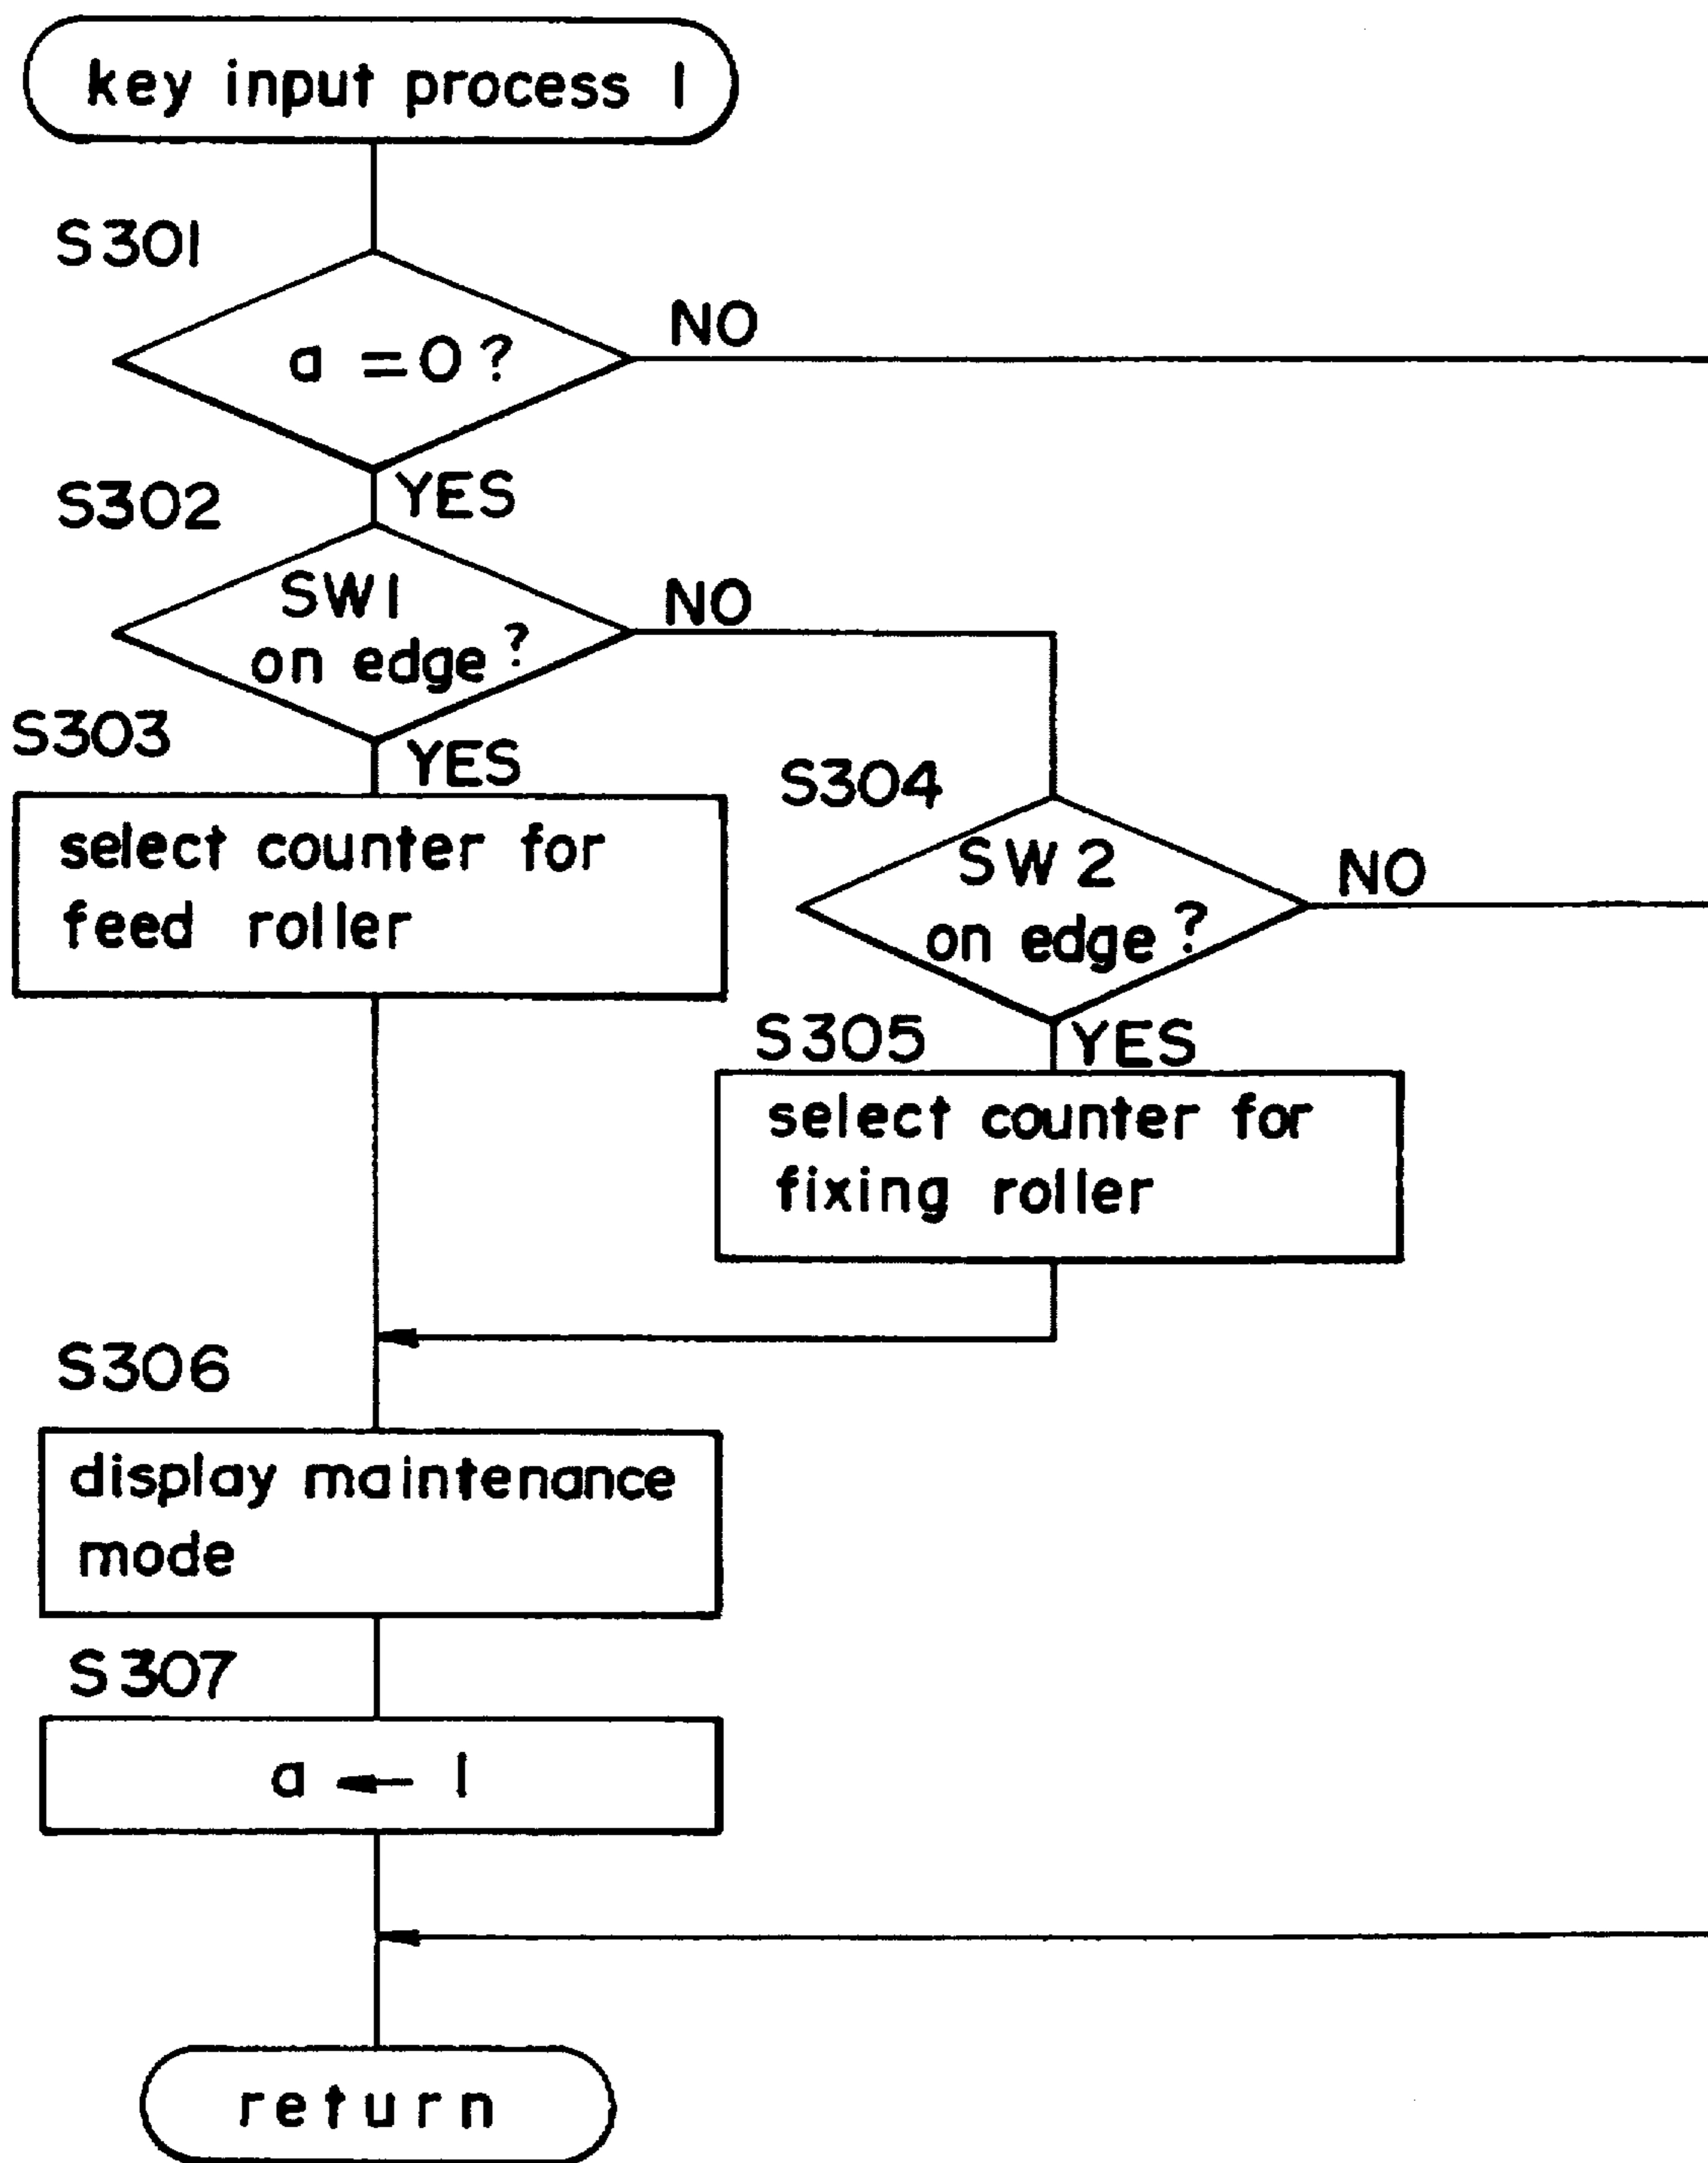 key input process 1
S301
a = 0 ?
NO
YES
S302
SW1
on edge ?
NO
YES
S303
select counter for
feed roller
S304
SW 2
on edge ?
NO
YES
S305
select counter for
fixing roller
S306
display maintenance
mode
S307
a ← 1
return